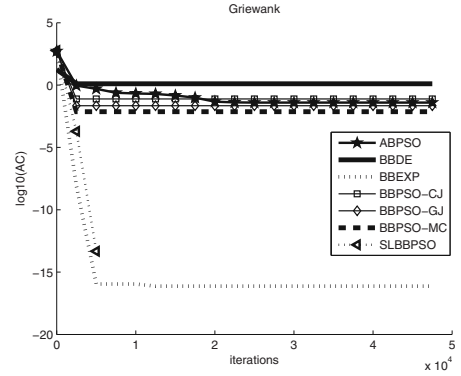 Griewank
5
0
−5
−10
−15
−20
log10(AC)
ABPSO
BBDE
BBEXP
BBPSO−CJ
BBPSO−GJ
BBPSO−MC
SLBBPSO
0 1 2 3 4 5
iterations
x 10^4